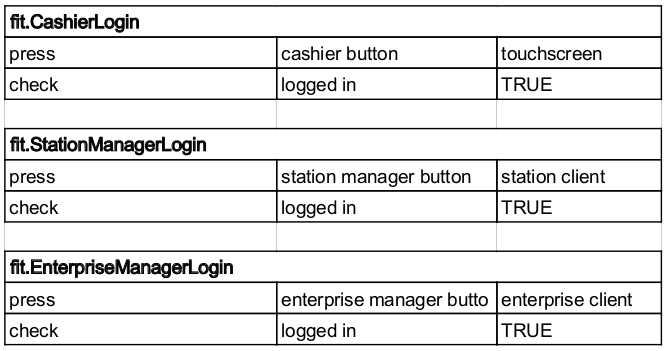 fit.CashierLogin
press cashier button touchscreen
check logged in TRUE
fit.StationManagerLogin
press station manager button station client
check logged in TRUE
fit.EnterpriseManagerLogin
press enterprise manager butto enterprise client
check logged in TRUE